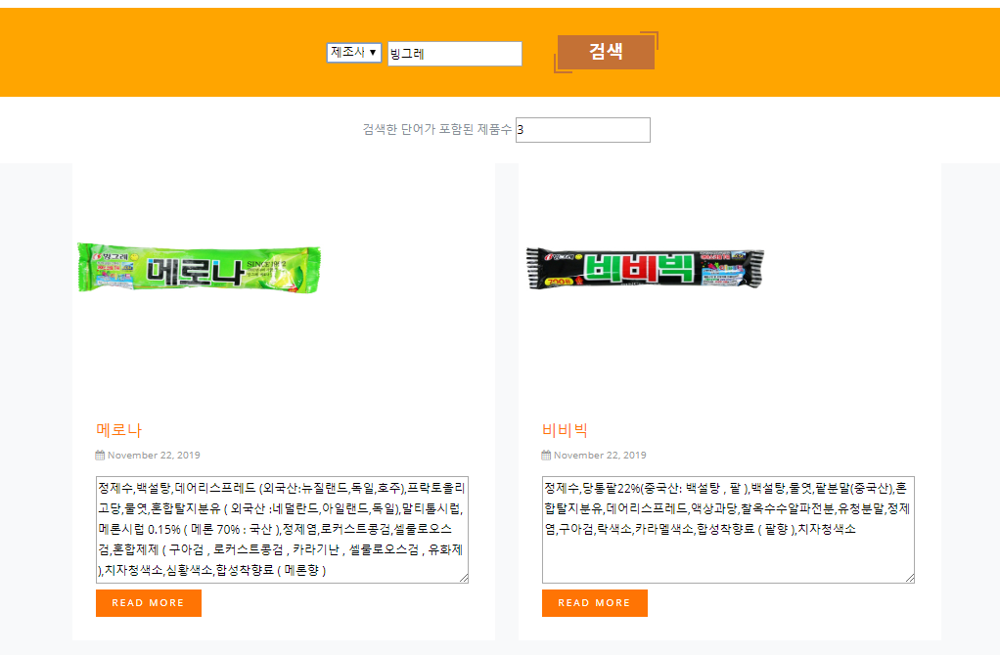 제조사 ▼ 빙그레 검색
검색한 단어가 포함된 제품수 3
빙그레 메로나 SINCE 1992
빙그레 비비빅
700원
메로나
November 22, 2019
정제수,백설탕,데어리스프레드 (외국산:뉴질랜드,독일,호주),프락토올리
고당,물엿,혼합탈지분유 ( 외국산 :네덜란드,아일랜드,독일),말티톨시럽,
메론시럽 0.15% ( 메론 70% : 국산 ),정제염,로커스트콩검,셀룰로오스
검,혼합제제 ( 구아검 , 로커스트콩검 , 카라기난 , 셀룰로오스검 , 유화제
),치자청색소,심황색소,합성착향료 ( 메론향 )
READ MORE
비비빅
November 22, 2019
정제수,당통팥22%(중국산: 백설탕 , 팥 ),백설탕,물엿,팥분말(중국산),혼
합탈지분유,데어리스프레드,액상과당,찰옥수수알파전분,유청분말,정제
염,구아검,락색소,카라멜색소,합성착향료 ( 팥향 ),치자청색소
READ MORE